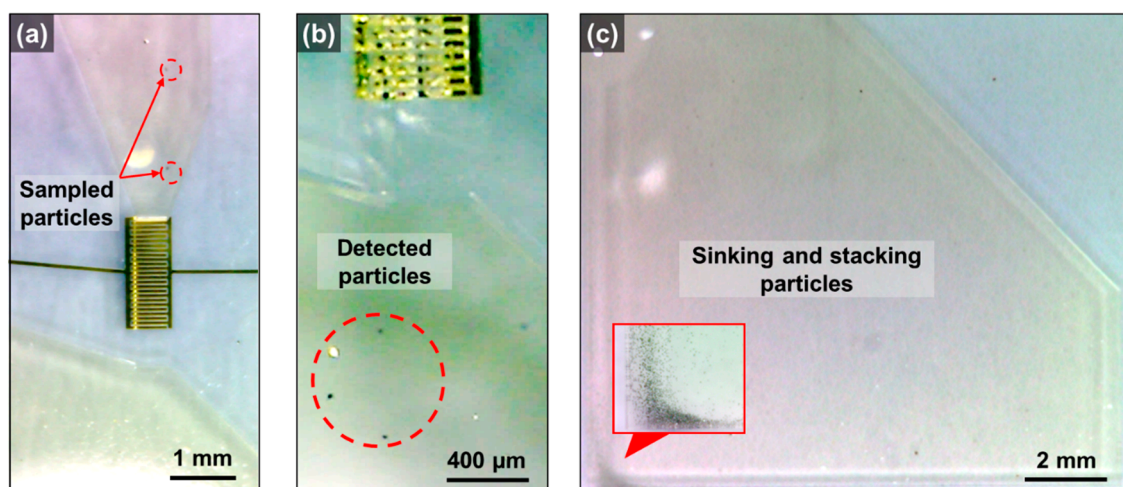 (a)
Sampled
particles
1 mm
(b)
Detected
particles
400 µm
(c)
Sinking and stacking
particles
2 mm